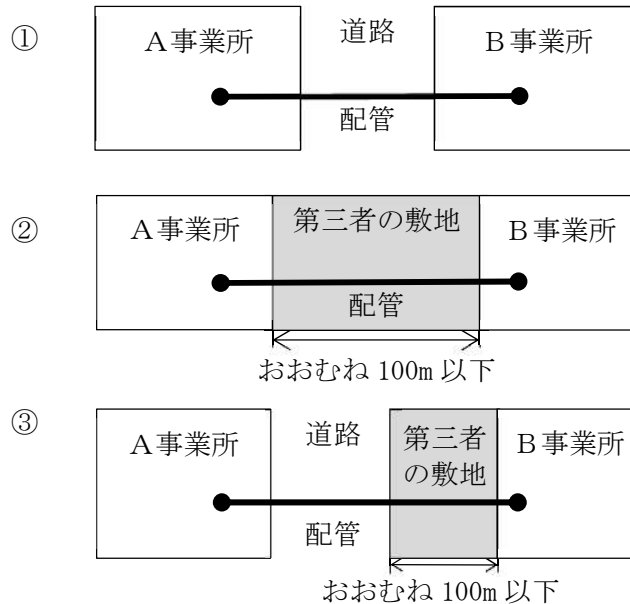 ①
A事業所 道路 B事業所
配管
②
A事業所 第三者の敷地 B事業所
配管
おおむね 100m 以下
③
A事業所 道路 第三者 B事業所
の敷地
配管
おおむね 100m 以下